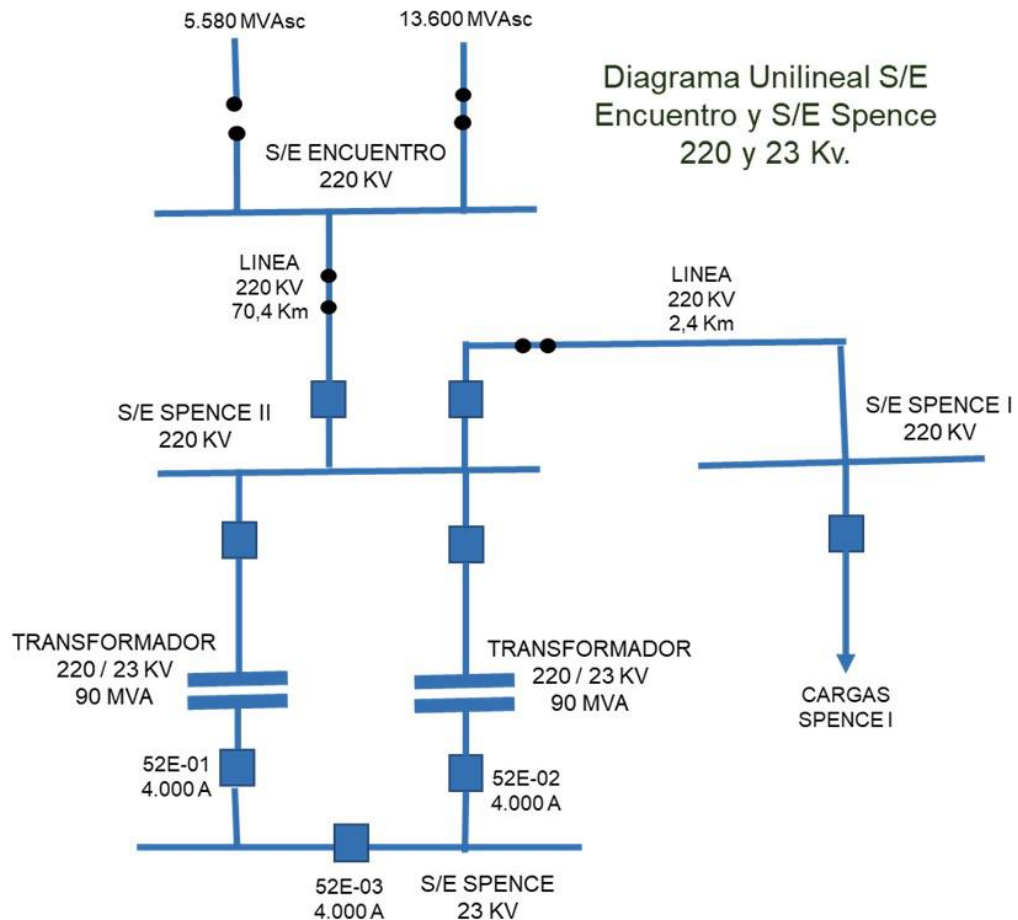 5.580 MVAsc
13.600 MVAsc
Diagrama Unilineal S/E
Encuentro y S/E Spence
220 y 23 Kv.
S/E ENCUENTRO
220 KV
LINEA
220 KV
70,4 Km
LINEA
220 KV
2,4 Km
S/E SPENCE II
220 KV
S/E SPENCE I
220 KV
TRANSFORMADOR
220 / 23 KV
90 MVA
TRANSFORMADOR
220 / 23 KV
90 MVA
CARGAS
SPENCE I
52E-01
4.000 A
52E-02
4.000 A
52E-03
4.000 A
S/E SPENCE
23 KV